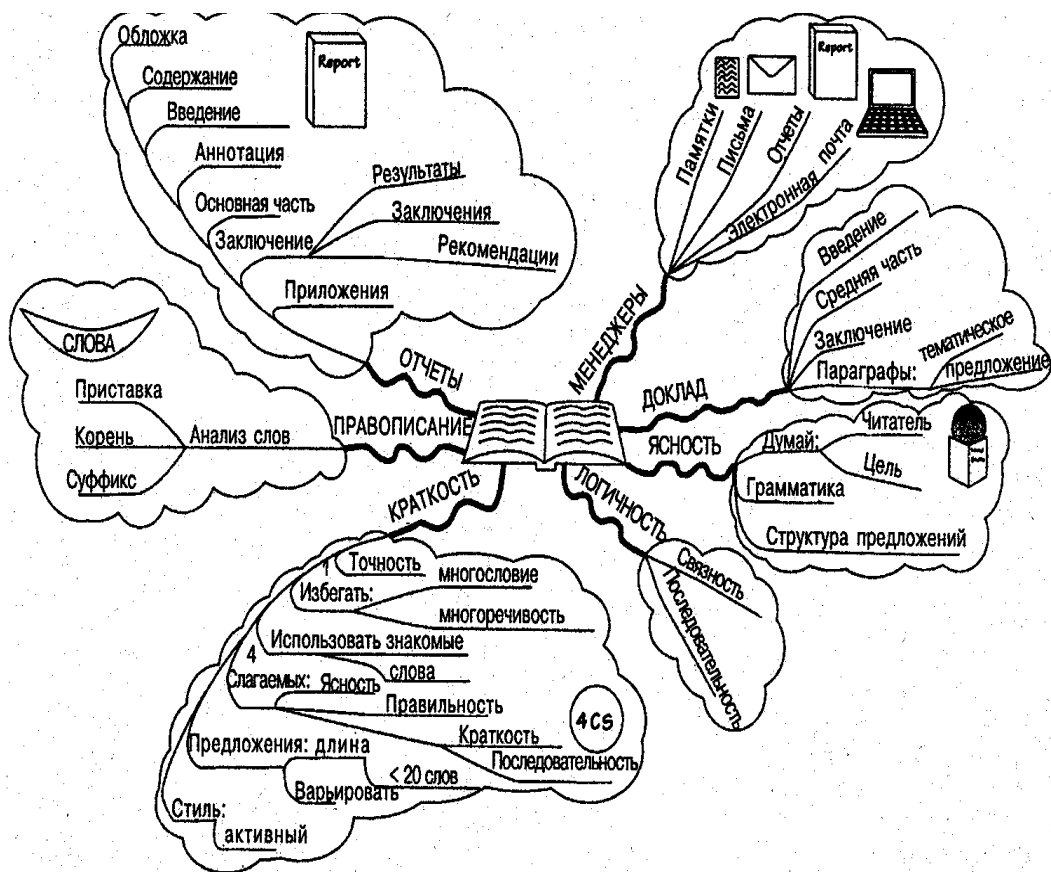 Обложка
Report
Содержание
Введение
Аннотация
Основная часть
Заключение
Результаты
Заключения
Рекомендации
Приложения
ОТЧЕТЫ
Report
Памятки
Письма
Отчеты
Электронная почта
МЕНЕДЖЕРЫ
Введение
Средняя часть
Заключение
Параграфы:
тематическое
предложение
ДОКЛАД
СЛОВА
Приставка
Корень
Суффикс
Анализ слов
ПРАВОПИСАНИЕ
ЯСНОСТЬ
Думай:
Читатель
Цель
Грамматика
Структура предложений
КРАТКОСТЬ
ЛОГИЧНОСТЬ
Связность
Последовательность
1
Точность
Избегать:
многословие
многоречивость
Использовать знакомые
слова
4
Слагаемых:
Ясность
Правильность
Краткость
Последовательность
4CS
Предложения: длина
< 20 слов
Варьировать
Стиль:
активный